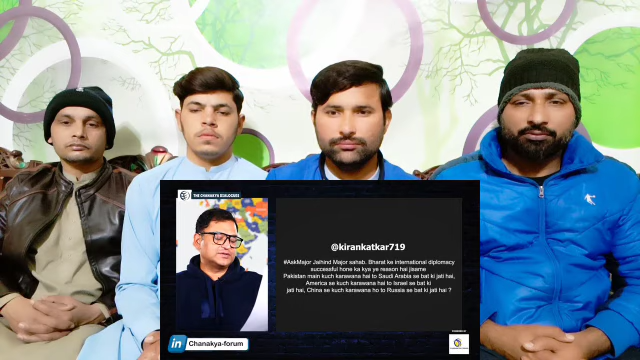 THE CHANAKYA DIALOGUES
@kirankatkar719
#AskMajor Jaihind Major sahab. Bharat ke international diplomacy
successful hone ka kya ye reason hai jisame
Pakistan main kuch karawana hai to Saudi Arabia se bat ki jati hai,
America se kuch karawana hai to Israel se bat ki
jati hai, China se kuch karawana ho to Russia se bat ki jati hai ?
in Chanakya-forum